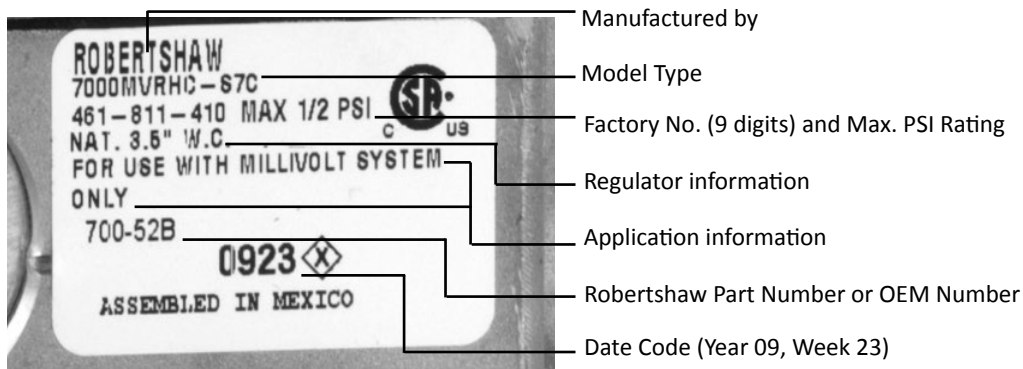 ROBERTSHAW
7000MVRHC-S7C
461-811-410 MAX 1/2 PSI
NAT. 3.5" W.C.
FOR USE WITH MILLIVOLT SYSTEM
ONLY
700-52B
0923 X
ASSEMBLED IN MEXICO
SA
C US
Manufactured by
Model Type
Factory No. (9 digits) and Max. PSI Rating
Regulator information
Application information
Robertshaw Part Number or OEM Number
Date Code (Year 09, Week 23)